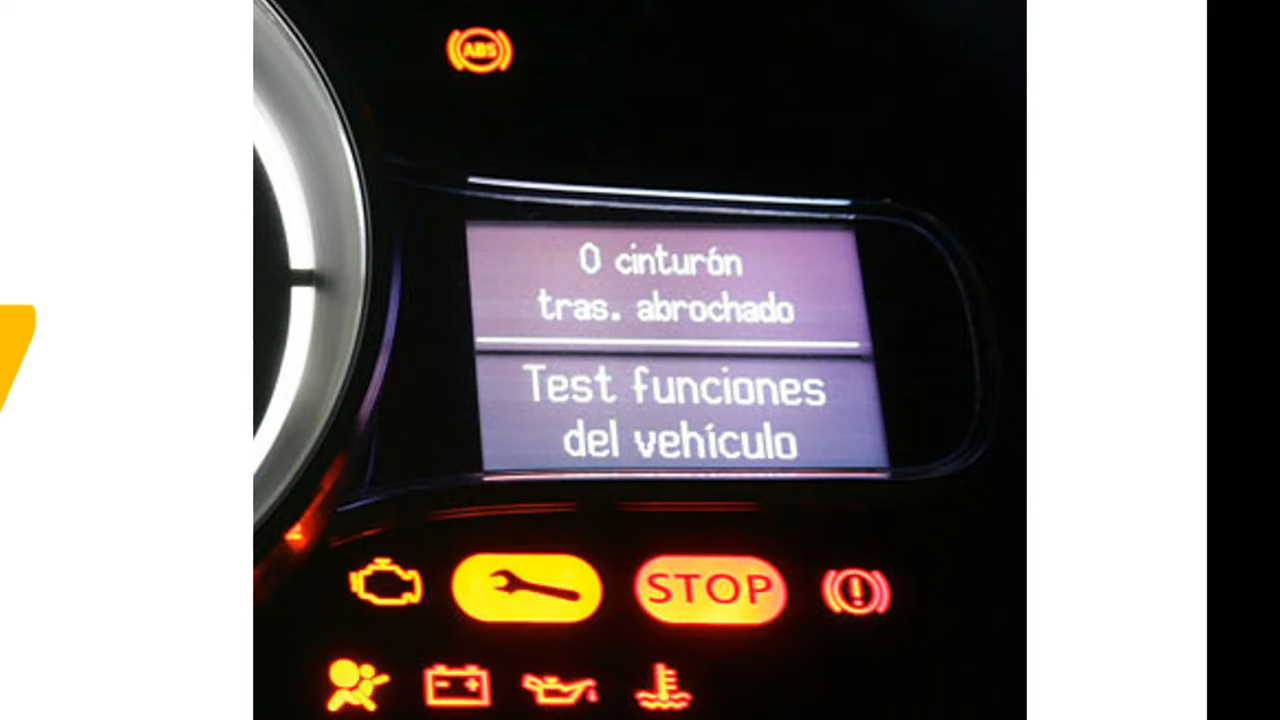 ABS
0 cinturón
tras. abrochado
Test funciones
del vehículo
STOP